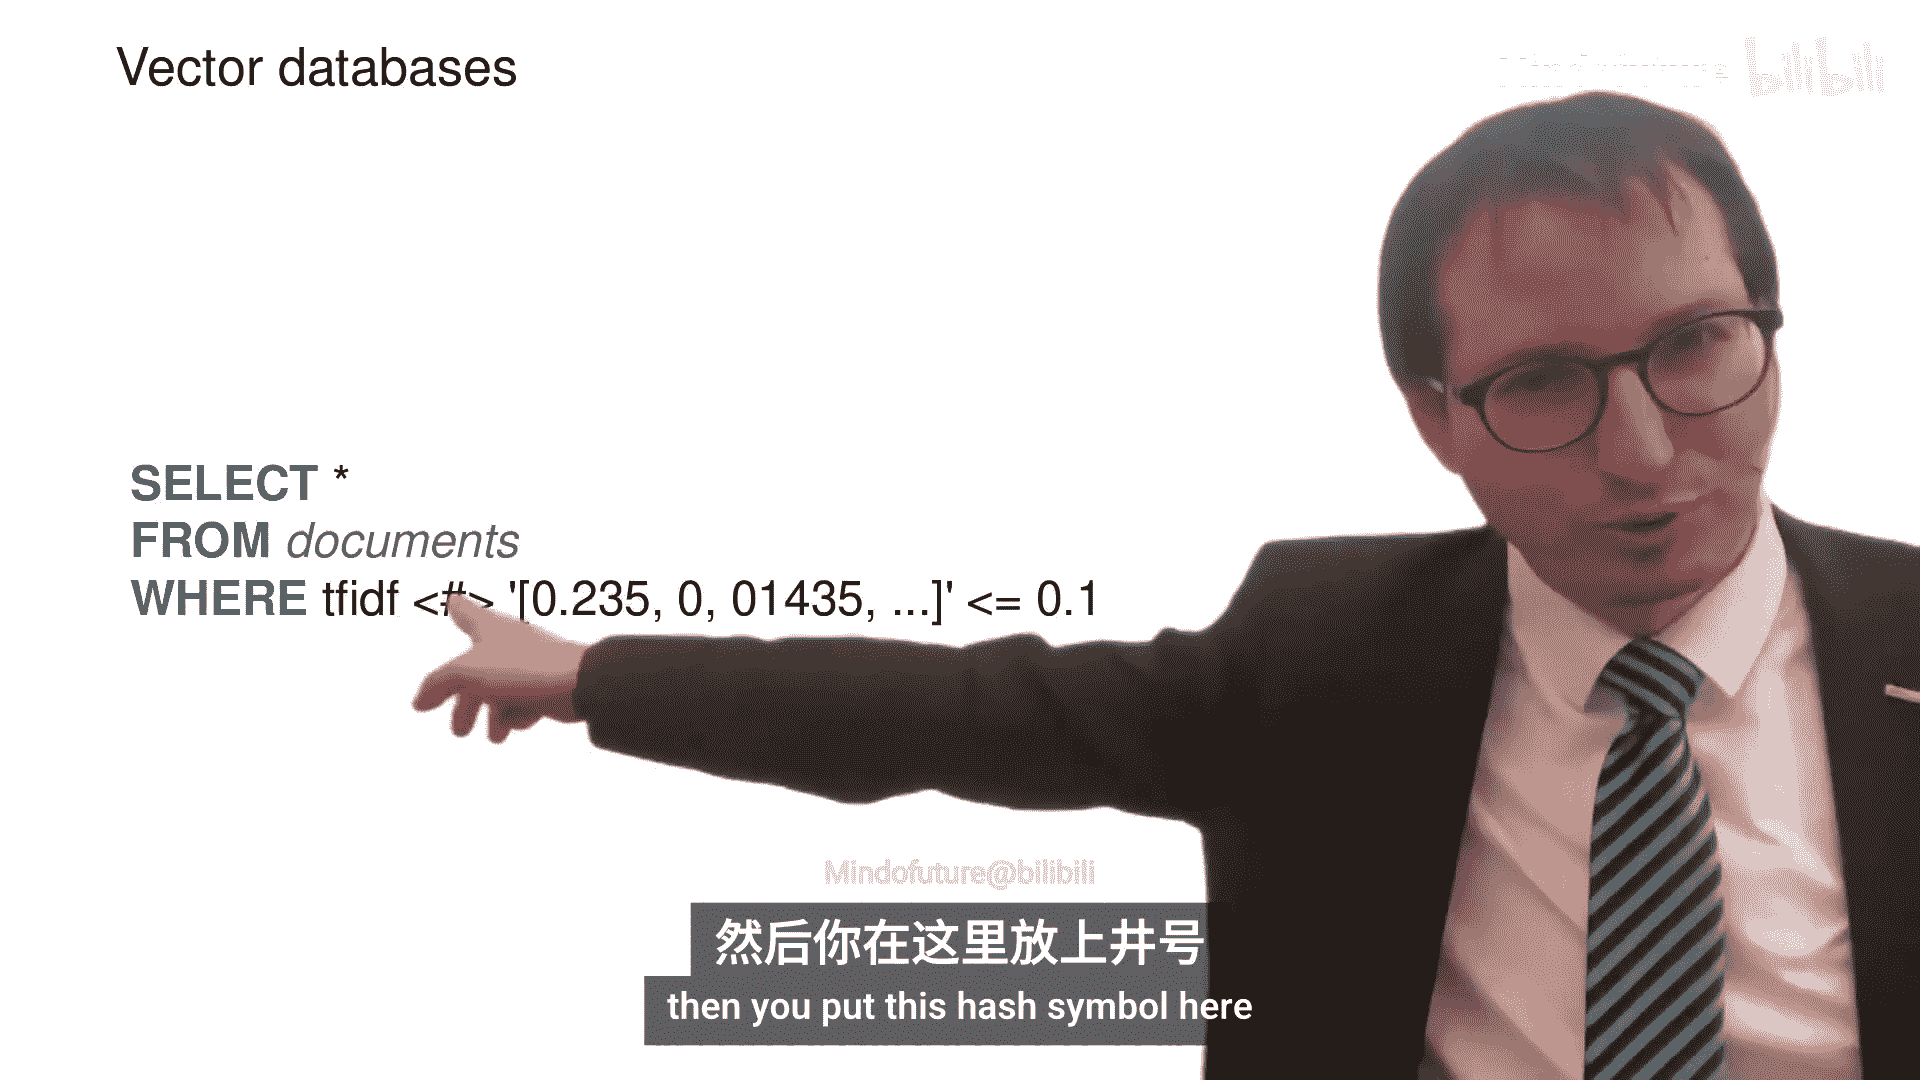 Vector databases
bilibili
SELECT *
FROM documents
WHERE tfidf <#> '[0.235, 0, 01435, ...]' <= 0.1
Mindofuture@bilibili
然后你在这里放上井号
then you put this hash symbol here